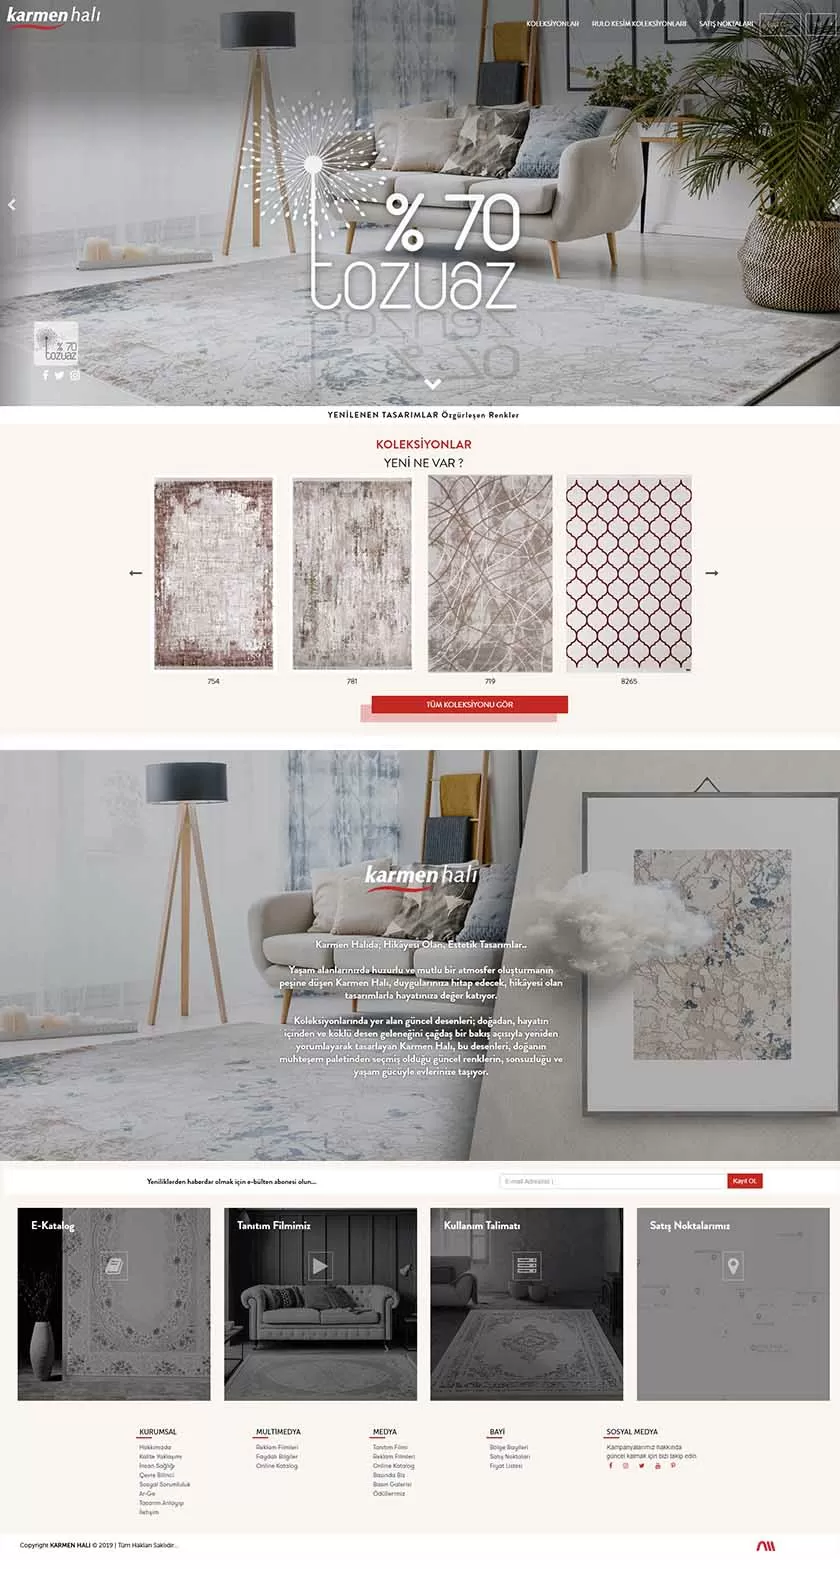 karmen halı
KOLEKSİYONLAR RULO KESİM KOLEKSİYONLARI SATIŞ NOKTALARI
% 70
tozuaz
% 70
tozuaz
YENİLENEN TASARIMLAR Özgürleşen Renkler
KOLEKSİYONLAR
YENİ NE VAR ?
754 781 719 8265
TÜM KOLEKSİYONU GÖR
karmen halı
Karmen Halıda; Hikâyesi Olan, Estetik Tasarımlar..
Yaşam alanlarınızda huzurlu ve mutlu bir atmosfer oluşturmanın
peşine düşen Karmen Halı, duygularınıza hitap edecek, hikâyesi olan
tasarımlarla hayatınıza değer katıyor.
Koleksiyonlarında yer alan güncel desenleri; doğadan, hayatın
içinden ve köklü desen geleneğini çağdaş bir bakış açısıyla yeniden
yorumlayarak tasarlayan Karmen Halı, bu desenleri, doğanın
muhteşem paletinden seçmiş olduğu güncel renklerin, sonsuzluğu ve
yaşam gücüyle evlerinize taşıyor.
Yeniliklerden haberdar olmak için e-bülten abonesi olun...
E-mail Adresiniz |
Kayıt OL
E-Katalog Tanıtım Filmimiz Kullanım Talimatı Satış Noktalarımız
KURUMSAL
Hakkımızda
Kalite Yaklaşımı
İnsan Sağlığı
Çevre Bilinci
Sosyal Sorumluluk
Ar-Ge
Tasarım Anlayışı
İletişim
MULTİMEDYA
Reklam Filmleri
Faydalı Bilgiler
Online Katalog
MEDYA
Tanıtım Filmi
Reklam Filmleri
Online Katalog
Basında Biz
Basın Galerisi
Ödüllerimiz
BAYİ
Bölge Bayileri
Satış Noktaları
Fiyat Listesi
SOSYAL MEDYA
Kampanyalarımız hakkında
güncel kalmak için bizi takip edin
Copyright KARMEN HALI © 2019 | Tüm Hakları Saklıdır...